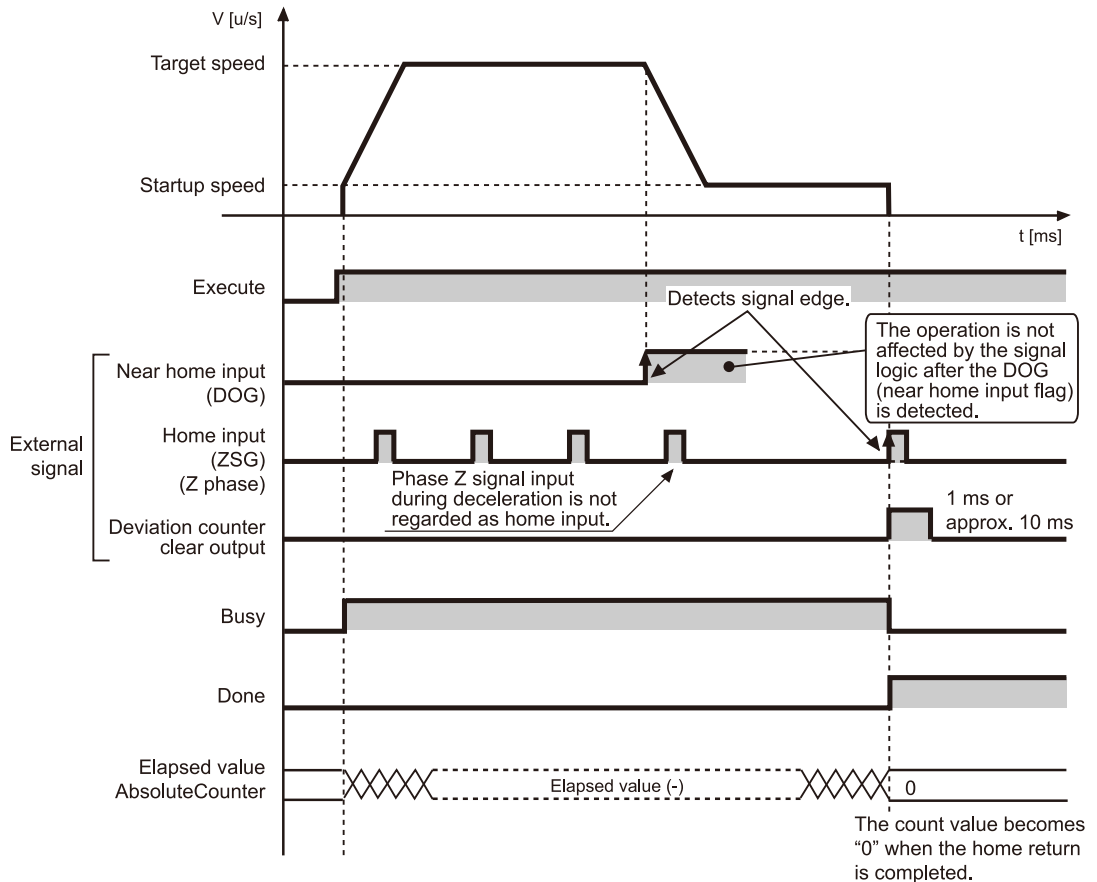 V [u/s]
Target speed
Startup speed
t [ms]
Execute
Detects signal edge.
The operation is not
affected by the signal
logic after the DOG
(near home input flag)
is detected.
Near home input
(DOG)
External
signal
Home input
(ZSG)
(Z phase)
Phase Z signal input
during deceleration is not
regarded as home input.
1 ms or
approx. 10 ms
Deviation counter
clear output
Busy
Done
Elapsed value
AbsoluteCounter
Elapsed value (-)
0
The count value becomes
“0” when the home return
is completed.